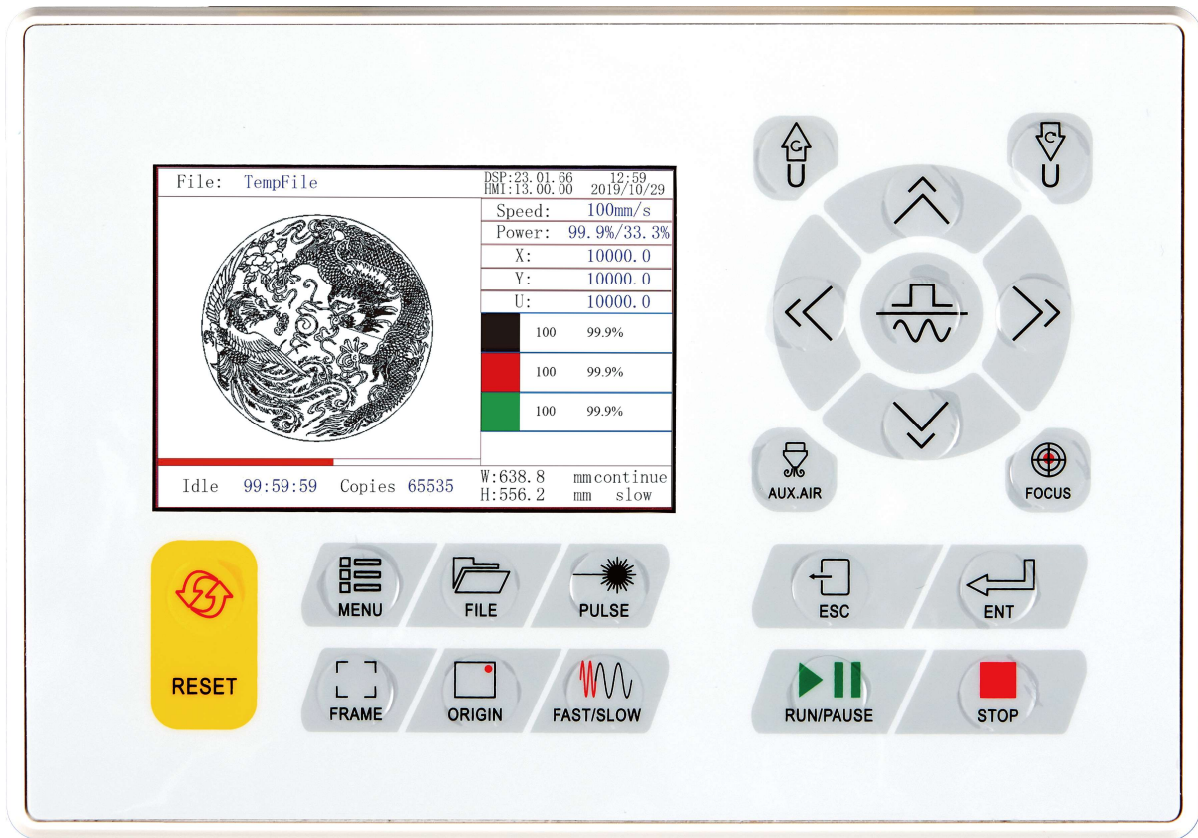 File: TempFile
DSP:23.01.66 12:59
HMI:13.00.00 2019/10/29
Speed: 100mm/s
Power: 99.9%/33.3%
X: 10000.0
Y: 10000.0
U: 10000.0
100 99.9%
100 99.9%
100 99.9%
Idle 99:59:59 Copies 65535
W:638.8 mm continue
H:556.2 mm slow
U
U
AUX.AIR
FOCUS
RESET
MENU
FILE
PULSE
ESC
ENT
FRAME
ORIGIN
FAST/SLOW
RUN/PAUSE
STOP